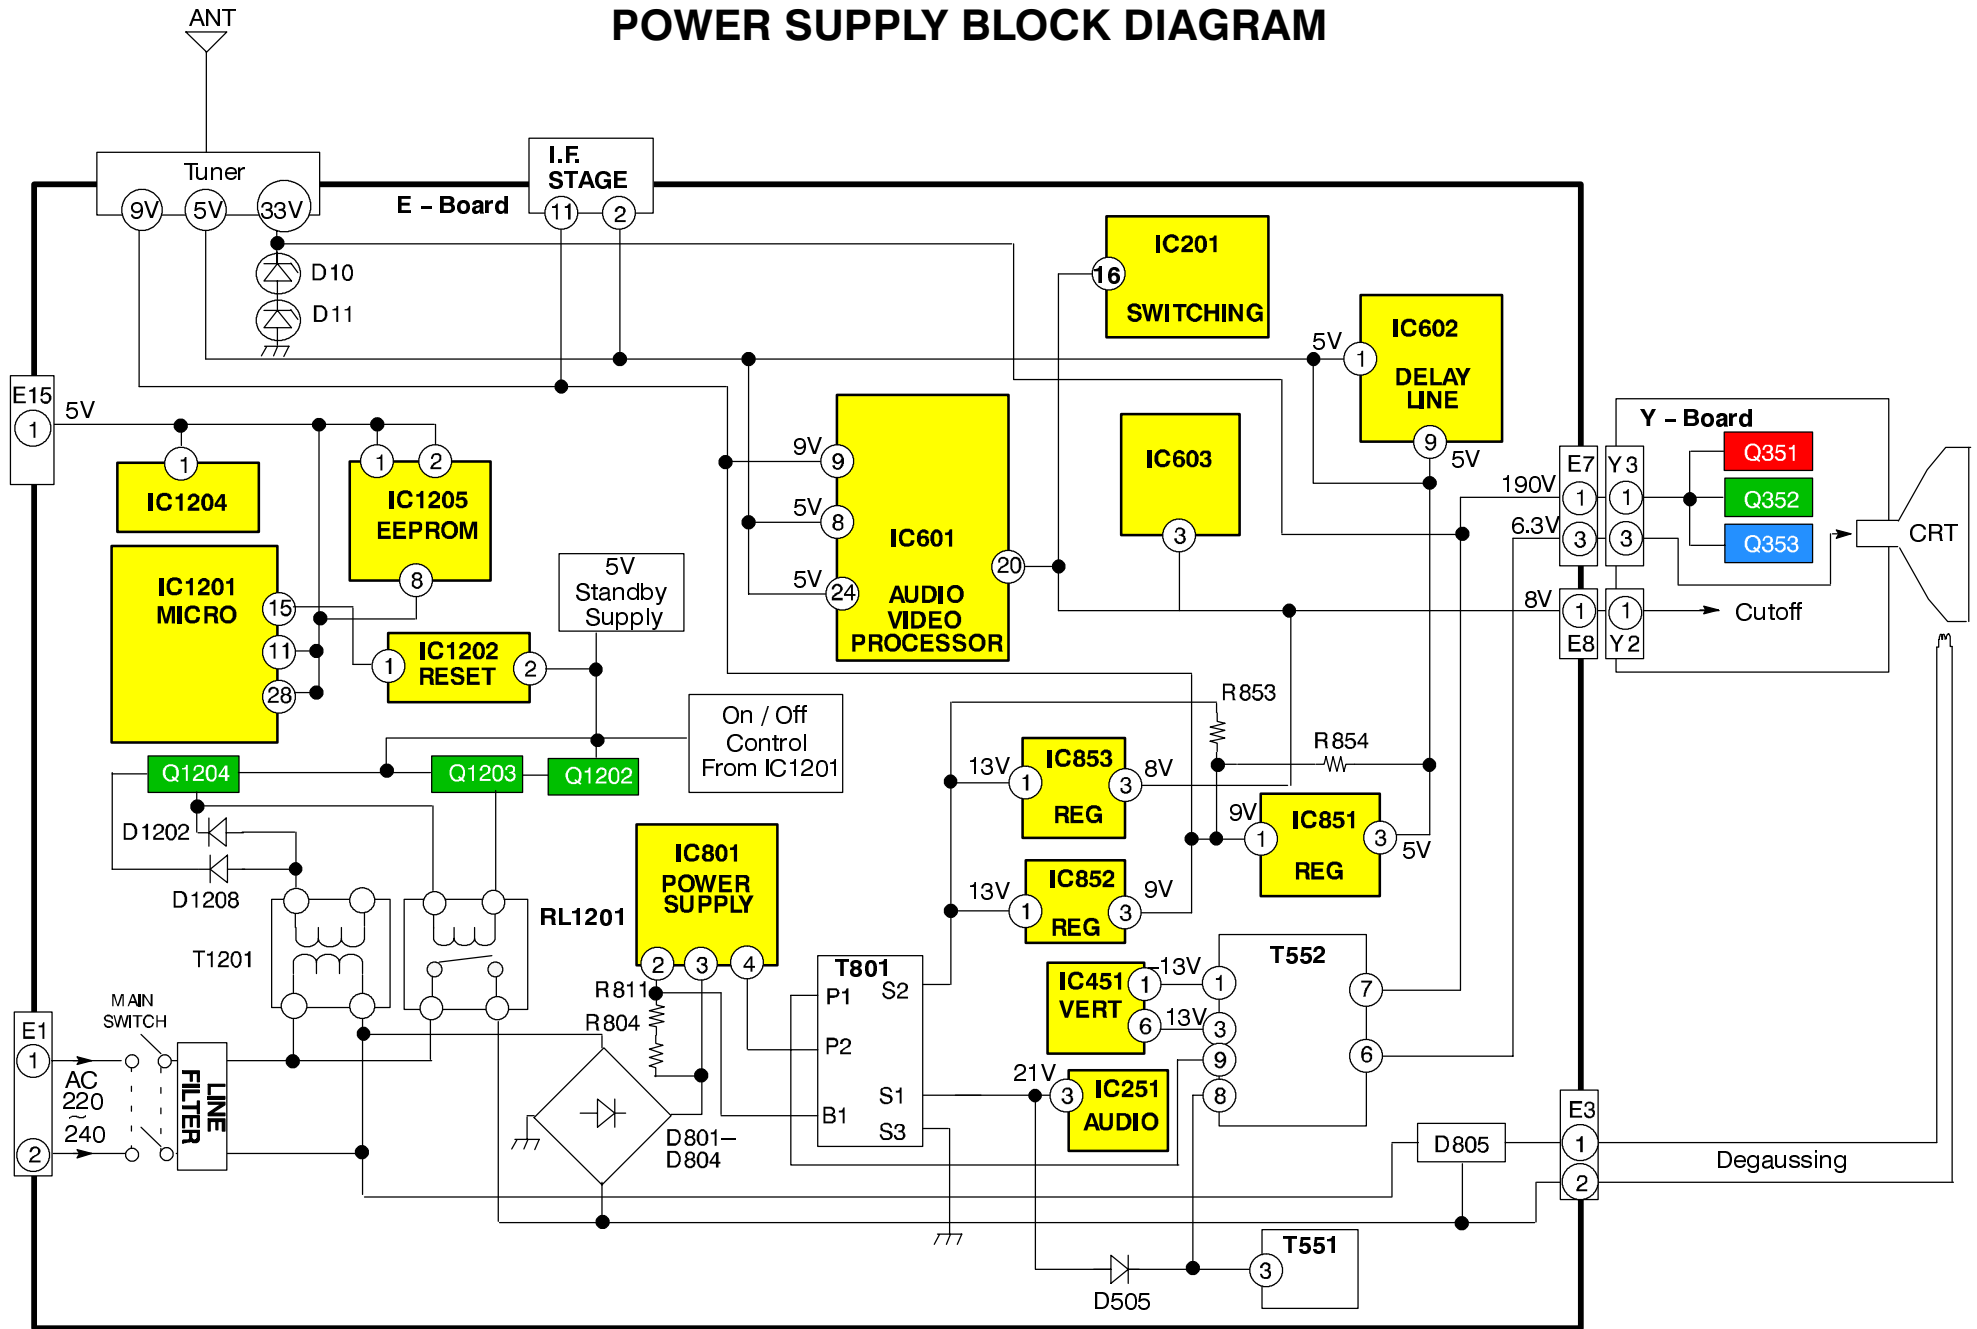 POWER SUPPLY BLOCK DIAGRAM
ANT
Tuner
9V
5V
33V
E – Board
I.F.
STAGE
11
2
D10
D11
IC201
16
SWITCHING
IC602
5V
1
DELAY
LINE
9
5V
E15
1
5V
1
IC1204
1
2
IC1205
EEPROM
8
IC1201
MICRO
15
11
28
1
IC1202
RESET
2
5V
Standby
Supply
On / Off
Control
From IC1201
9V
9
5V
8
5V
24
IC601
20
AUDIO
VIDEO
PROCESSOR
IC603
3
Y – Board
E7
Y3
190V
1
1
6.3V
3
3
8V
1
1
E8
Y2
Q351
Q352
Q353
CRT
Cutoff
Q1204
Q1203
Q1202
D1202
D1208
T1201
RL1201
R853
R854
13V
1
IC853
REG
3
8V
9V
1
IC851
REG
3
5V
13V
1
IC852
REG
3
9V
IC801
POWER
SUPPLY
2
3
4
R811
R804
T801
P1
S2
P2
S1
B1
S3
IC451
VERT
1
–13V
1
6
13V
3
9
8
T552
7
6
21V
3
IC251
AUDIO
MAIN
SWITCH
E1
1
2
AC
220
~
240
LINE
FILTER
D801–
D804
D805
E3
1
2
Degaussing
D505
T551
3